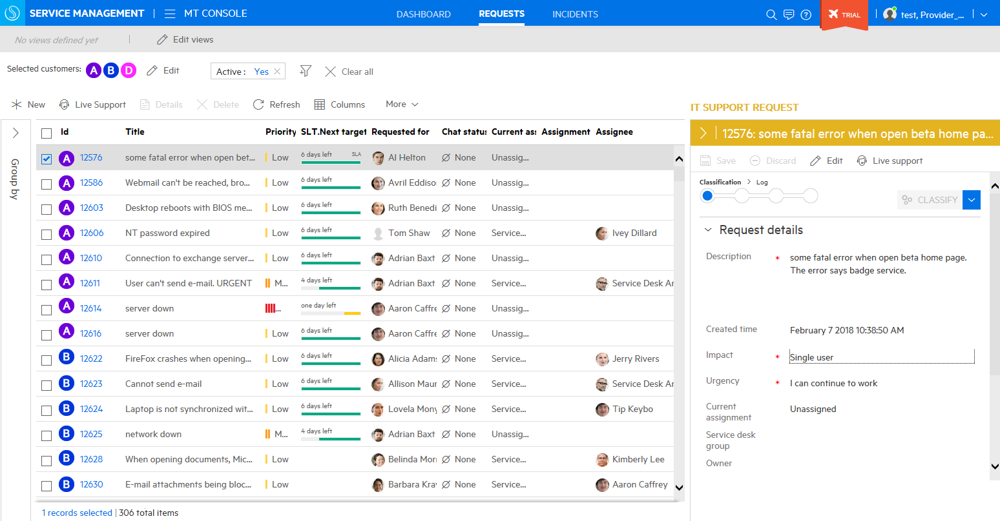 SERVICE MANAGEMENT MT CONSOLE DASHBOARD REQUESTS INCIDENTS TRIAL test, Provider_...
No views defined yet Edit views
Selected customers: A B D Edit Active : Yes Clear all
New Live Support Details Delete Refresh Columns More
Group by
Id Title Priority SLT.Next target Requested for Chat status Current ass Assignment Assignee
A 12576 some fatal error when open bet... Low 6 days left SLA Al Helton None Unassig...
A 12586 Webmail can't be reached, bro... Low 6 days left Avril Eddiso None Unassig...
A 12603 Desktop reboots with BIOS me... Low 6 days left Ruth Benedi None Unassig...
A 12606 NT password expired Low 6 days left Tom Shaw None Service... Ivey Dillard
A 12610 Connection to exchange server... Low 6 days left Adrian Baxt None Unassig...
A 12611 User can't send e-mail. URGENT M... 4 days left Adrian Baxt None Service... Service Desk Ar
A 12614 server down ... one day left Aaron Caffre None Unassig...
A 12616 server down Low 6 days left Aaron Caffre None Unassig...
B 12622 FireFox crashes when opening... Low 6 days left Alicia Adams None Service... Jerry Rivers
B 12623 Cannot send e-mail Low 6 days left Allison Maur None Service... Service Desk Ar
B 12624 Laptop is not synchronized wit... Low 6 days left Lovela Mony None Service... Tip Keybo
B 12625 network down M... 4 days left Adrian Baxt None Unassig...
B 12628 When opening documents, Mic... Low Belinda Morr None Service... Kimberly Lee
B 12630 E-mail attachments being bloc... Low Barbara Krav None Service... Aaron Caffrey
1 records selected | 306 total items
IT SUPPORT REQUEST
12576: some fatal error when open beta home pa...
Save Discard Edit Live support
Classification > Log
CLASSIFY
Request details
Description * some fatal error when open beta home page.
The error says badge service.
Created time February 7 2018 10:38:50 AM
Impact * Single user
Urgency * I can continue to work
Current
assignment Unassigned
Service desk
group
Owner